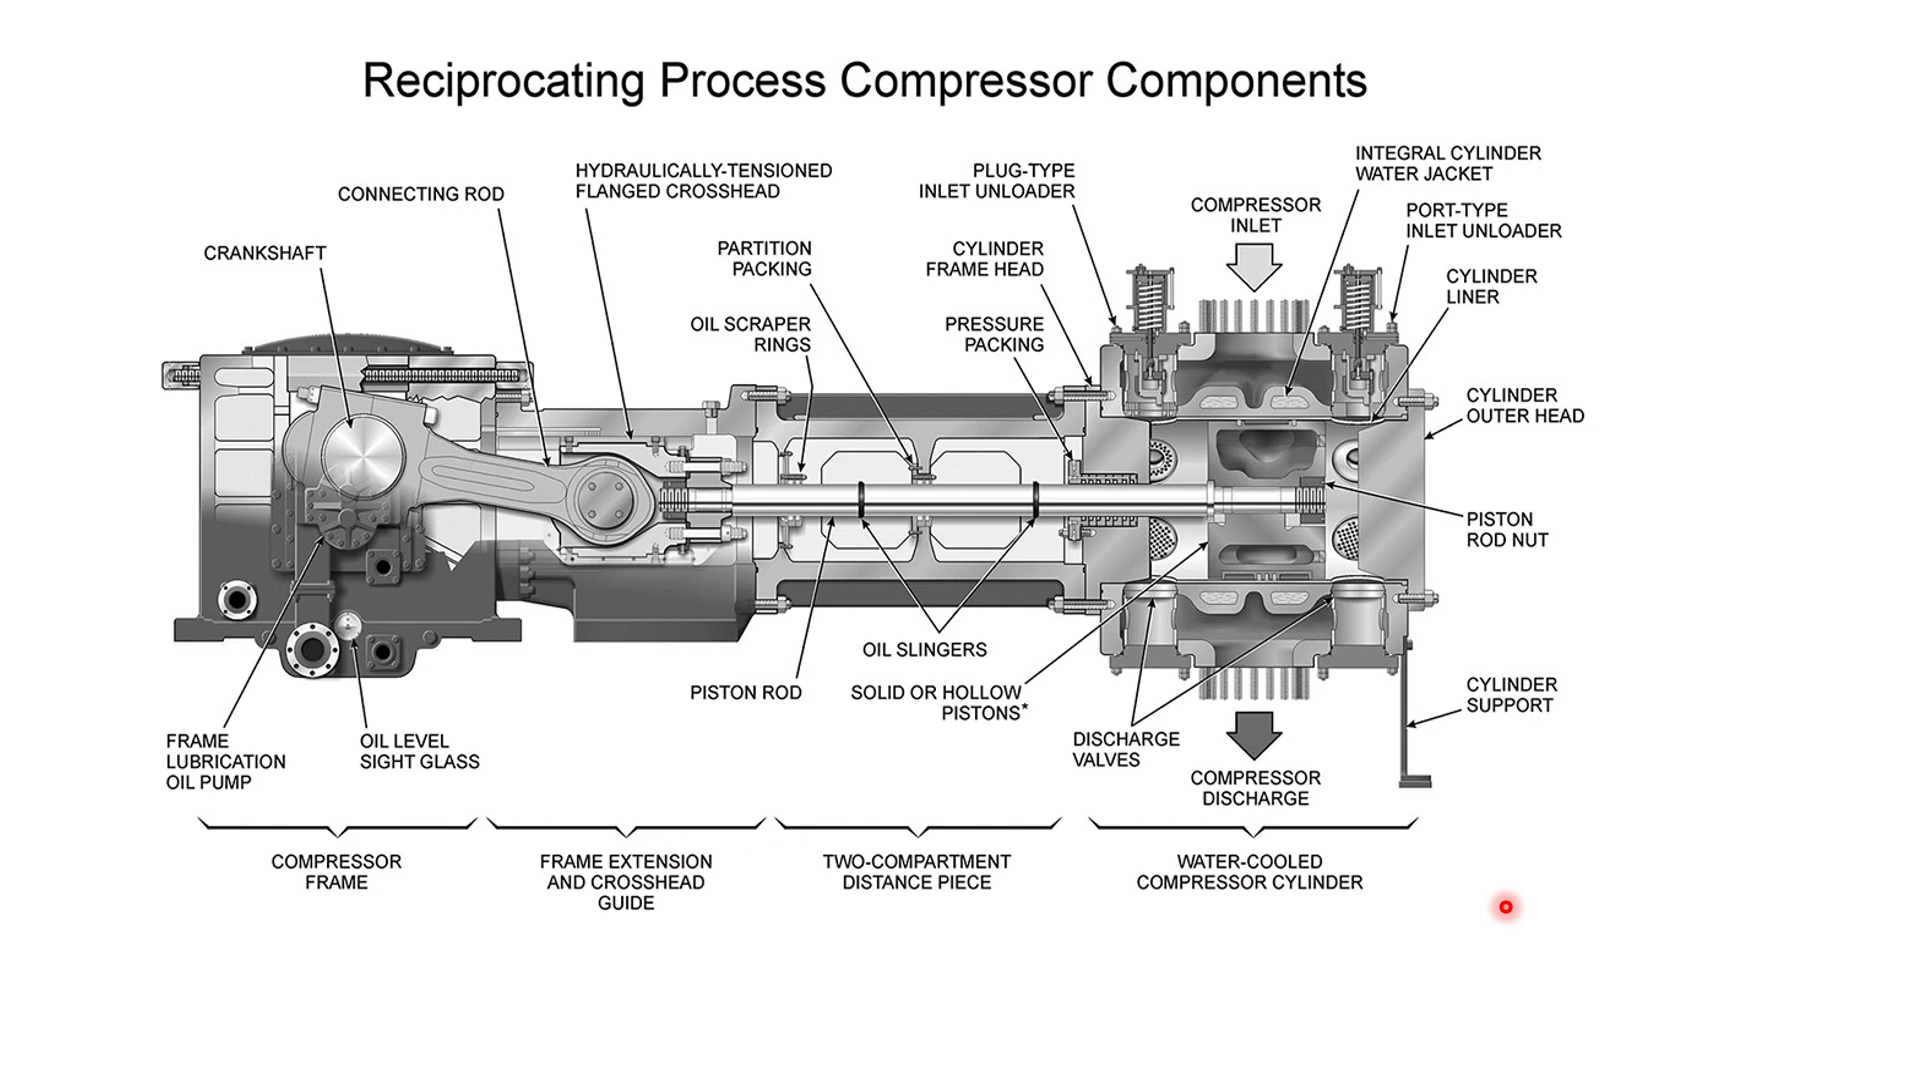 Reciprocating Process Compressor Components
INTEGRAL CYLINDER
WATER JACKET
HYDRAULICALLY-TENSIONED
FLANGED CROSSHEAD
PLUG-TYPE
INLET UNLOADER
CONNECTING ROD
COMPRESSOR
INLET
PORT-TYPE
INLET UNLOADER
CRANKSHAFT
PARTITION
PACKING
CYLINDER
FRAME HEAD
CYLINDER
LINER
OIL SCRAPER
RINGS
PRESSURE
PACKING
CYLINDER
OUTER HEAD
PISTON
ROD NUT
OIL SLINGERS
PISTON ROD
SOLID OR HOLLOW
PISTONS*
CYLINDER
SUPPORT
FRAME
LUBRICATION
OIL PUMP
OIL LEVEL
SIGHT GLASS
DISCHARGE
VALVES
COMPRESSOR
DISCHARGE
COMPRESSOR
FRAME
FRAME EXTENSION
AND CROSSHEAD
GUIDE
TWO-COMPARTMENT
DISTANCE PIECE
WATER-COOLED
COMPRESSOR CYLINDER